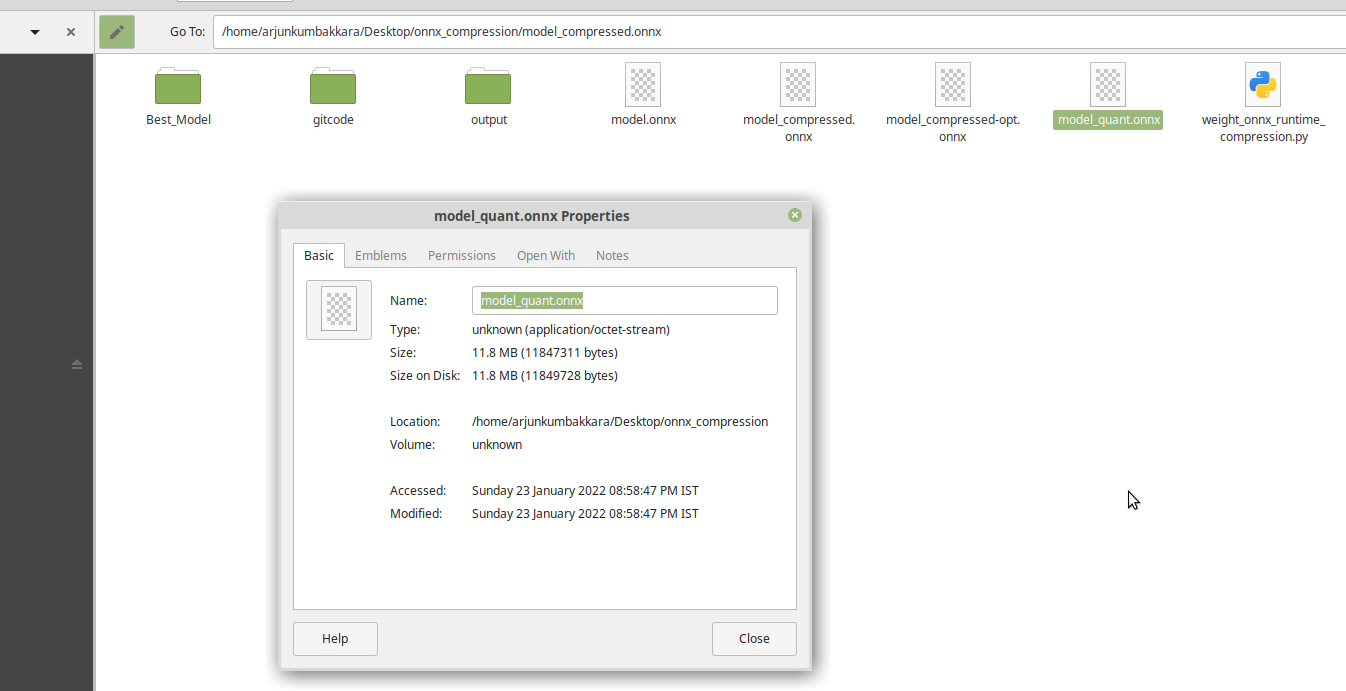 Go To: /home/arjunkumbakkara/Desktop/onnx_compression/model_compressed.onnx
Best_Model
gitcode
output
model.onnx
model_compressed.
onnx
model_compressed-opt.
onnx
model_quant.onnx
weight_onnx_runtime_
compression.py
model_quant.onnx Properties
Basic Emblems Permissions Open With Notes
Name: model_quant.onnx
Type: unknown (application/octet-stream)
Size: 11.8 MB (11847311 bytes)
Size on Disk: 11.8 MB (11849728 bytes)
Location: /home/arjunkumbakkara/Desktop/onnx_compression
Volume: unknown
Accessed: Sunday 23 January 2022 08:58:47 PM IST
Modified: Sunday 23 January 2022 08:58:47 PM IST
Help Close